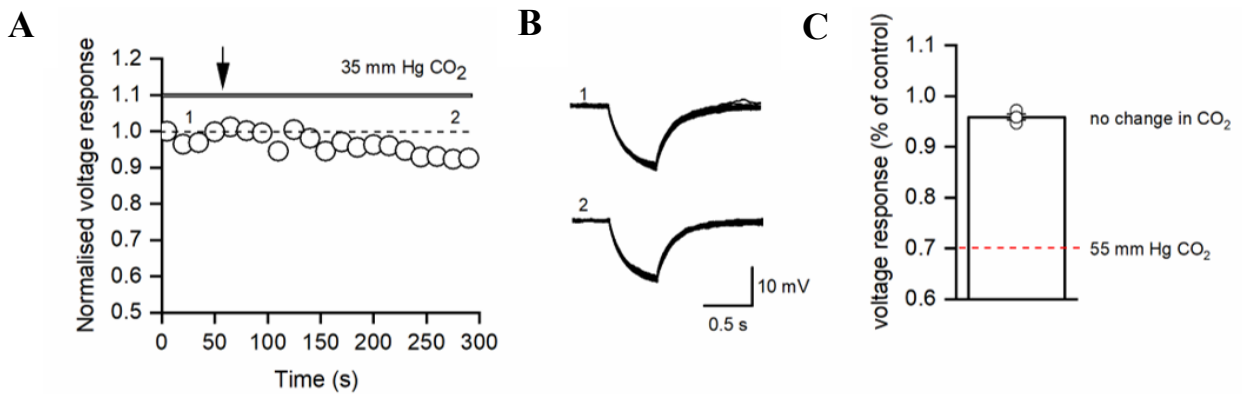 A
Normalised voltage response
1.2
1.1
1.0
0.9
0.8
0.7
0.6
0.5
35 mm Hg CO₂
1
2
0
50
100
150
200
250
300
Time (s)
B
1
2
10 mV
0.5 s
C
voltage response (% of control)
1.1
1.0
0.9
0.8
0.7
0.6
no change in CO₂
55 mm Hg CO₂